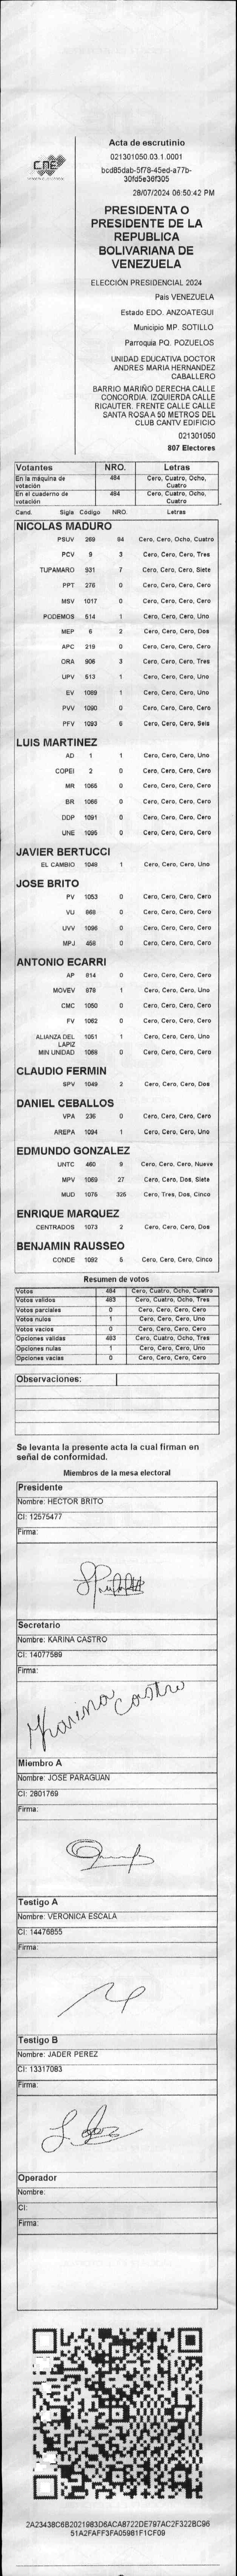 CNE
Acta de escrutinio
021301050.03.1.0001
bcd85dab-5f78-45ed-a77b-
30fd5e36f305
28/07/2024 06:50:42 PM
PRESIDENTA O
PRESIDENTE DE LA
REPUBLICA
BOLIVARIANA DE
VENEZUELA
ELECCIÓN PRESIDENCIAL 2024
País VENEZUELA
Estado EDO. ANZOATEGUI
Municipio MP. SOTILLO
Parroquia PQ. POZUELOS
UNIDAD EDUCATIVA DOCTOR
ANDRES MARIA HERNANDEZ
CABALLERO
BARRIO MARIÑO DERECHA CALLE
CONCORDIA. IZQUIERDA CALLE
RICAUTER. FRENTE CALLE CALLE
SANTA ROSA A 50 METROS DEL
CLUB CANTV EDIFICIO
021301050
807 Electores
Votantes NRO. Letras
En la máquina de votación 484 Cero, Cuatro, Ocho, Cuatro
En el cuaderno de votación 484 Cero, Cuatro, Ocho, Cuatro
Cand. Sigla Código NRO. Letras
NICOLAS MADURO
PSUV 269 84 Cero, Cero, Ocho, Cuatro
PCV 9 3 Cero, Cero, Cero, Tres
TUPAMARO 931 7 Cero, Cero, Cero, Siete
PPT 276 0 Cero, Cero, Cero, Cero
MSV 1017 0 Cero, Cero, Cero, Cero
PODEMOS 514 1 Cero, Cero, Cero, Uno
MEP 6 2 Cero, Cero, Cero, Dos
APC 219 0 Cero, Cero, Cero, Cero
ORA 906 3 Cero, Cero, Cero, Tres
UPV 513 1 Cero, Cero, Cero, Uno
EV 1089 1 Cero, Cero, Cero, Uno
PVV 1090 0 Cero, Cero, Cero, Cero
PFV 1093 6 Cero, Cero, Cero, Seis
LUIS MARTINEZ
AD 1 1 Cero, Cero, Cero, Uno
COPEI 2 0 Cero, Cero, Cero, Cero
MR 1065 0 Cero, Cero, Cero, Cero
BR 1066 0 Cero, Cero, Cero, Cero
DDP 1091 0 Cero, Cero, Cero, Cero
UNE 1095 0 Cero, Cero, Cero, Cero
JAVIER BERTUCCI
EL CAMBIO 1048 1 Cero, Cero, Cero, Uno
JOSE BRITO
PV 1053 0 Cero, Cero, Cero, Cero
VU 868 0 Cero, Cero, Cero, Cero
UVV 1096 0 Cero, Cero, Cero, Cero
MPJ 458 0 Cero, Cero, Cero, Cero
ANTONIO ECARRI
AP 814 0 Cero, Cero, Cero, Cero
MOVEV 878 1 Cero, Cero, Cero, Uno
CMC 1050 0 Cero, Cero, Cero, Cero
FV 1062 0 Cero, Cero, Cero, Cero
ALIANZA DEL LAPIZ 1051 1 Cero, Cero, Cero, Uno
MIN UNIDAD 1068 0 Cero, Cero, Cero, Cero
CLAUDIO FERMIN
SPV 1049 2 Cero, Cero, Cero, Dos
DANIEL CEBALLOS
VPA 236 0 Cero, Cero, Cero, Cero
AREPA 1094 1 Cero, Cero, Cero, Uno
EDMUNDO GONZALEZ
UNTC 460 9 Cero, Cero, Cero, Nueve
MPV 1069 27 Cero, Cero, Dos, Siete
MUD 1076 325 Cero, Tres, Dos, Cinco
ENRIQUE MARQUEZ
CENTRADOS 1073 2 Cero, Cero, Cero, Dos
BENJAMIN RAUSSEO
CONDE 1092 5 Cero, Cero, Cero, Cinco
Resumen de votos
Votos 484 Cero, Cuatro, Ocho, Cuatro
Votos validos 483 Cero, Cuatro, Ocho, Tres
Votos parciales 0 Cero, Cero, Cero, Cero
Votos nulos 1 Cero, Cero, Cero, Uno
Votos vacios 0 Cero, Cero, Cero, Cero
Opciones validas 483 Cero, Cuatro, Ocho, Tres
Opciones nulas 1 Cero, Cero, Cero, Uno
Opciones vacias 0 Cero, Cero, Cero, Cero
Observaciones:
Se levanta la presente acta la cual firman en
señal de conformidad.
Miembros de la mesa electoral
Presidente
Nombre: HECTOR BRITO
CI: 12575477
Firma:
Secretario
Nombre: KARINA CASTRO
CI: 14077589
Firma:
Karina Castro
Miembro A
Nombre: JOSE PARAGUAN
CI: 2801769
Firma:
Testigo A
Nombre: VERONICA ESCALA
CI: 14476855
Firma:
Testigo B
Nombre: JADER PEREZ
CI: 13317083
Firma:
Operador
Nombre:
CI:
Firma:
2A23438C6B2021983D6ACA8722DE797AC2F322BC96
51A2FAFF3FA05981F1CF09